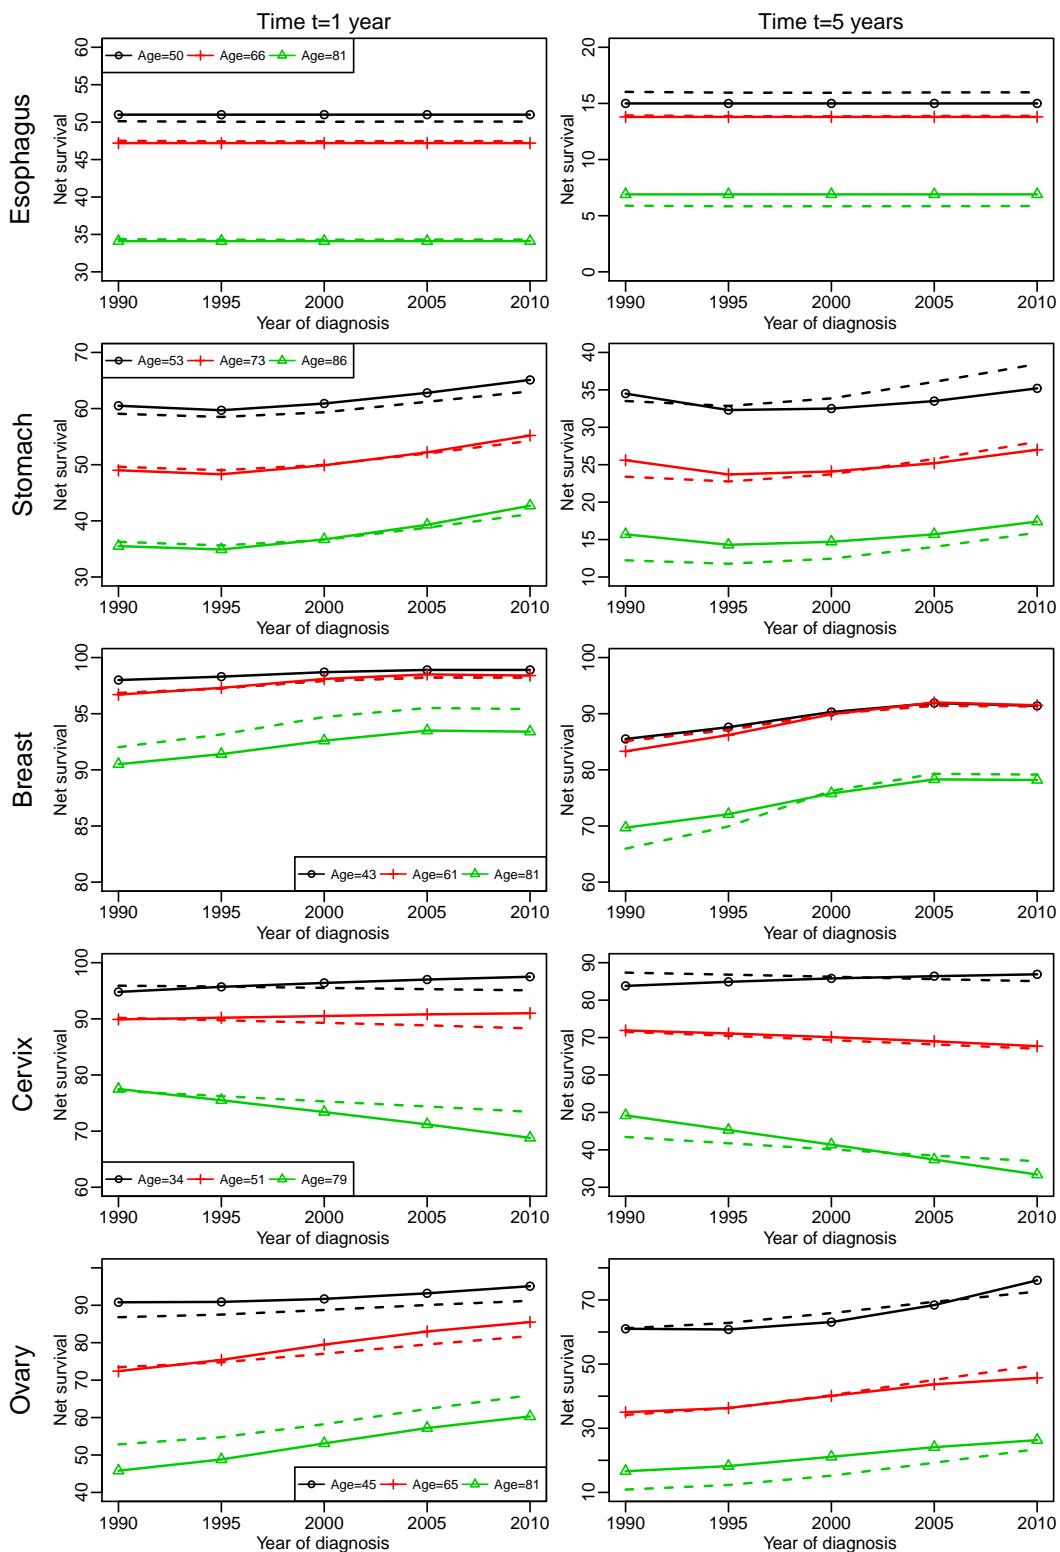 Time t=1 year
Time t=5 years
Esophagus
Net survival
30 35 40 45 50 55 60
Age=50 Age=66 Age=81
1990 1995 2000 2005 2010
Year of diagnosis
Net survival
0 5 10 15 20
1990 1995 2000 2005 2010
Year of diagnosis
Stomach
Net survival
30 40 50 60 70
Age=53 Age=73 Age=86
1990 1995 2000 2005 2010
Year of diagnosis
Net survival
10 15 20 25 30 35 40
1990 1995 2000 2005 2010
Year of diagnosis
Breast
Net survival
80 85 90 95 100
Age=43 Age=61 Age=81
1990 1995 2000 2005 2010
Year of diagnosis
Net survival
60 70 80 90 100
1990 1995 2000 2005 2010
Year of diagnosis
Cervix
Net survival
60 70 80 90 100
Age=34 Age=51 Age=79
1990 1995 2000 2005 2010
Year of diagnosis
Net survival
30 40 50 60 70 80 90
1990 1995 2000 2005 2010
Year of diagnosis
Ovary
Net survival
40 50 60 70 80 90
Age=45 Age=65 Age=81
1990 1995 2000 2005 2010
Year of diagnosis
Net survival
10 30 50 70
1990 1995 2000 2005 2010
Year of diagnosis